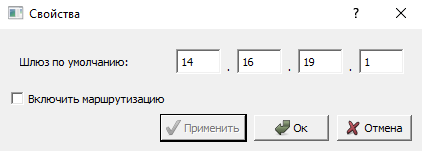 Свойства
Шлюз по умолчанию: 14 . 16 . 19 . 1
Включить маршрутизацию
Применить Ок Отмена